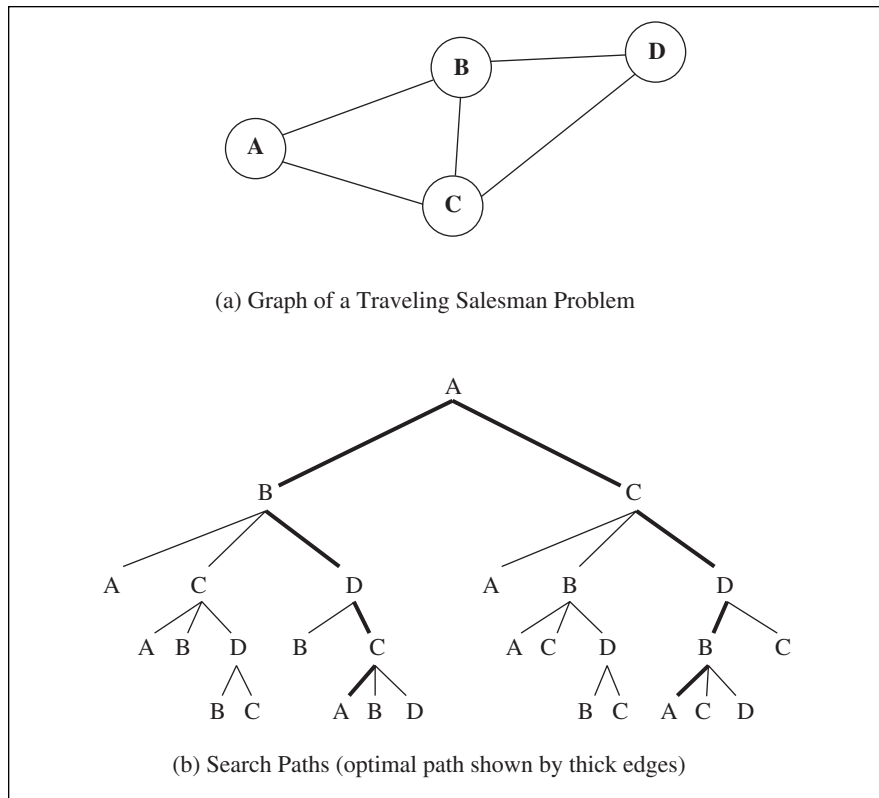 B D
A
C
(a) Graph of a Traveling Salesman Problem
A
B C
A C D A B D
A B D B C A C D B C
B C A B D B C A C D
(b) Search Paths (optimal path shown by thick edges)